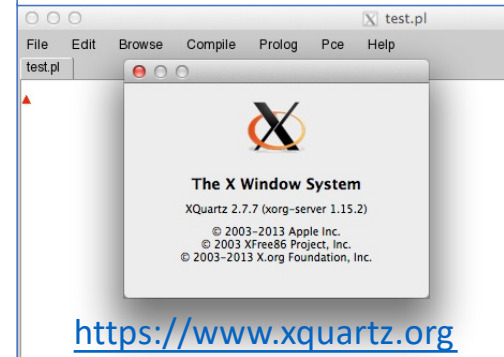 test.pl
File Edit Browse Compile Prolog Pce Help
test.pl
The X Window System
XQuartz 2.7.7 (xorg-server 1.15.2)
© 2003-2013 Apple Inc.
© 2003 XFree86 Project, Inc.
© 2003-2013 X.org Foundation, Inc.
https://www.xquartz.org